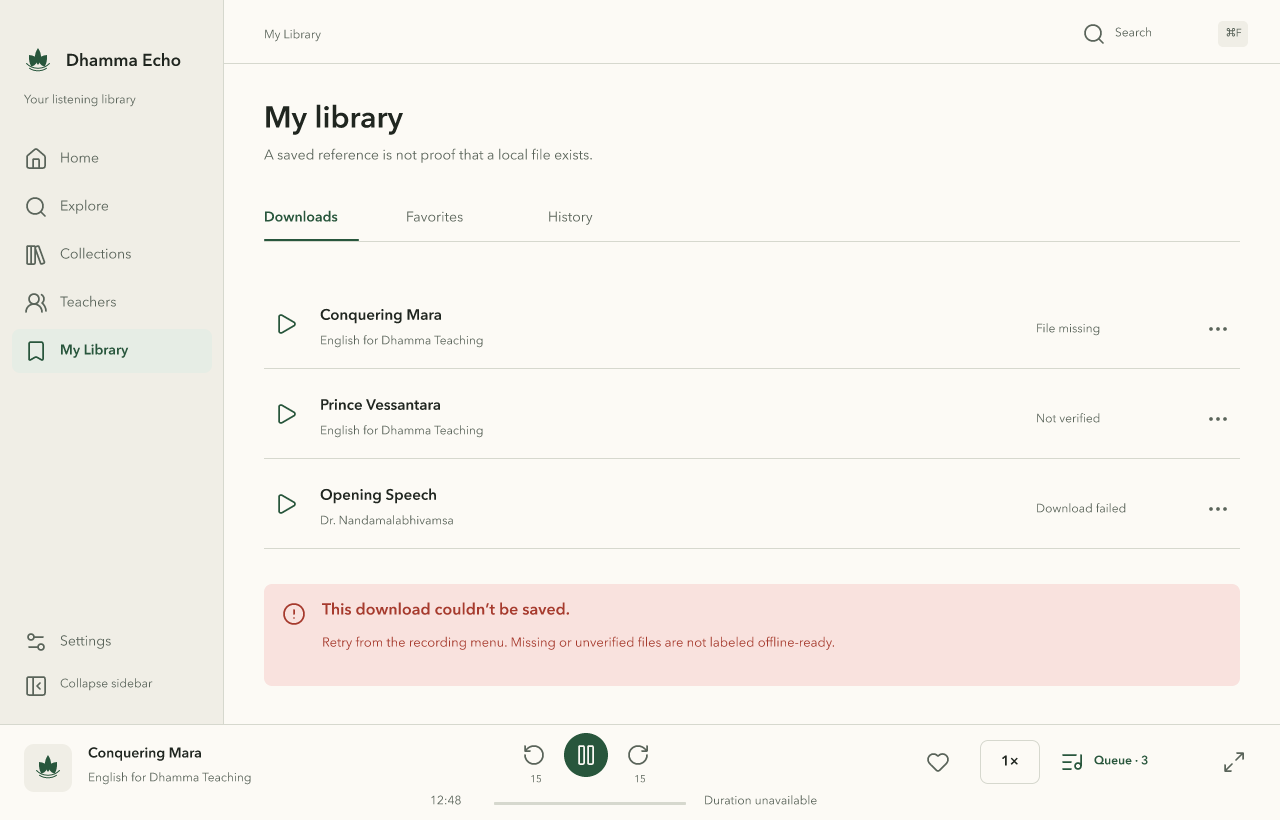 Dhamma Echo
Your listening library
Home
Explore
Collections
Teachers
My Library
Settings
Collapse sidebar
My Library
Search
⌘F
My library
A saved reference is not proof that a local file exists.
Downloads
Favorites
History
Conquering Mara
English for Dhamma Teaching
File missing
Prince Vessantara
English for Dhamma Teaching
Not verified
Opening Speech
Dr. Nandamalabhivamsa
Download failed
This download couldn’t be saved.
Retry from the recording menu. Missing or unverified files are not labeled offline-ready.
Conquering Mara
English for Dhamma Teaching
15
15
12:48
Duration unavailable
1×
Queue · 3